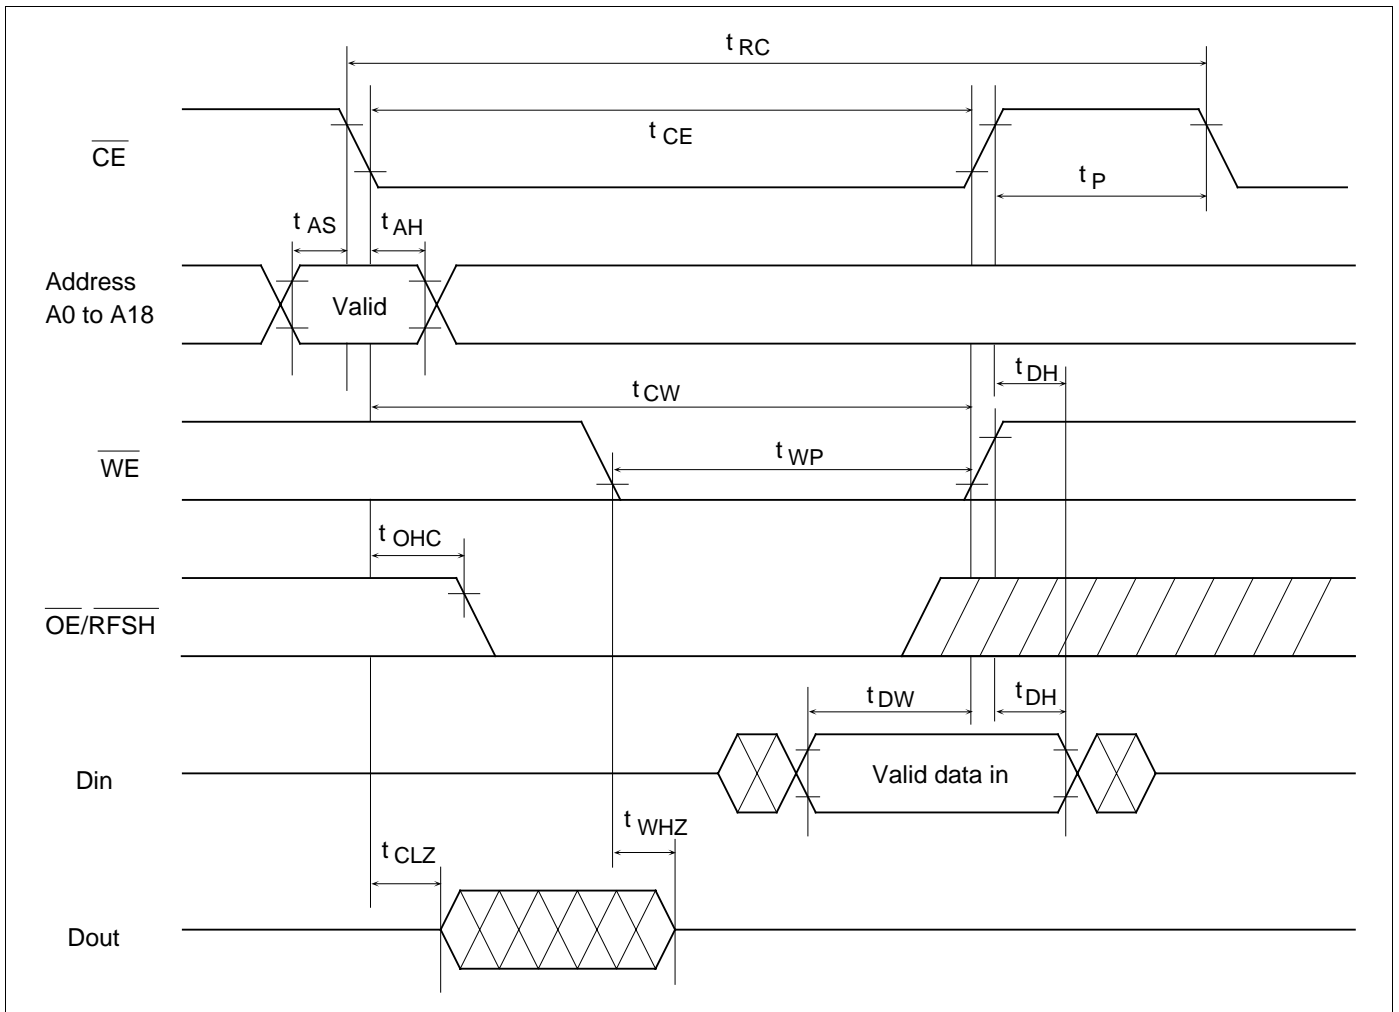 t RC
CE
t CE
t P
t AS
t AH
Address
A0 to A18
Valid
t DH
t CW
WE
t WP
t OHC
OE/RFSH
t DW
t DH
Din
Valid data in
t WHZ
t CLZ
Dout